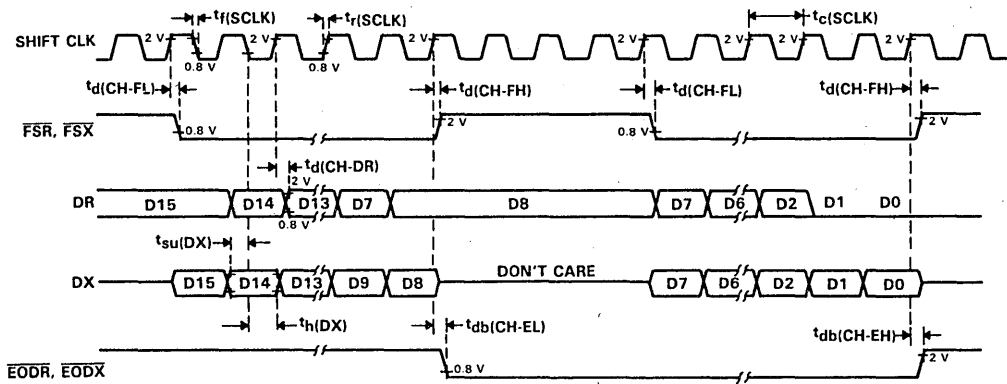 tf(SCLK) tr(SCLK) tc(SCLK)
SHIFT CLK 2 V 2 V 2 V 2 V 2 V 2 V 2 V
0.8 V 0.8 V
td(CH-FL) td(CH-FH) td(CH-FL) td(CH-FH)
FSR, FSX 0.8 V 2 V 0.8 V 2 V
td(CH-DR)
2 V
DR D15 D14 D13 D7 D8 D7 D6 D2 D1 D0
0.8 V
tsu(DX)
DX D15 D14 D13 D9 D8 DON'T CARE D7 D6 D2 D1 D0
th(DX) tdb(CH-EL) tdb(CH-EH)
EODR, EODX 0.8 V 2 V